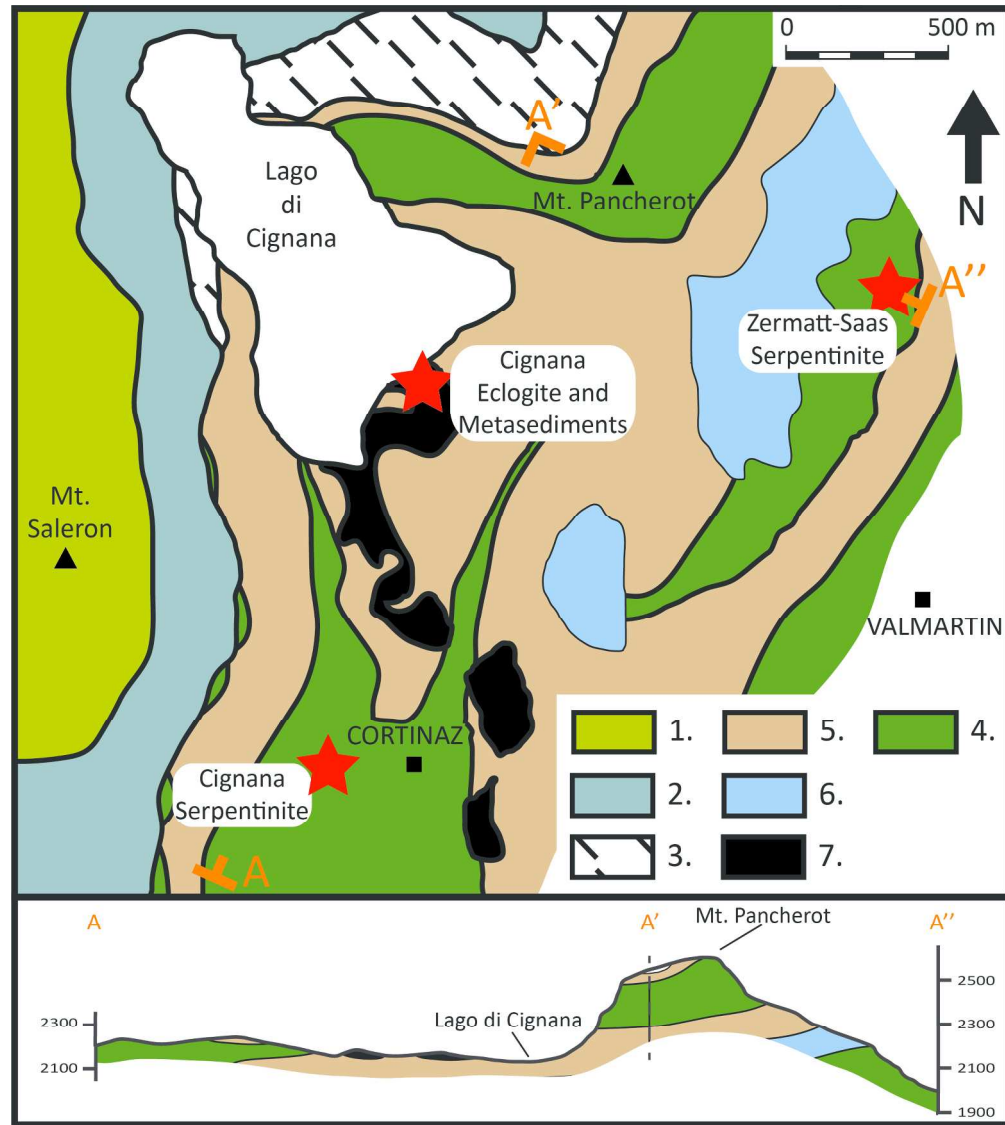 0 500 m
N
A'
Mt. Pancherot
Lago
di
Cignana
A''
Zermatt-Saas
Serpentinite
Cignana
Eclogite and
Metasediments
Mt.
Saleron
VALMARTIN
CORTINAZ
Cignana
Serpentinite
A
1. 5. 4.
2. 6.
3. 7.
A A' Mt. Pancherot A''
Lago di Cignana
2300
2100
2500
2300
2100
1900